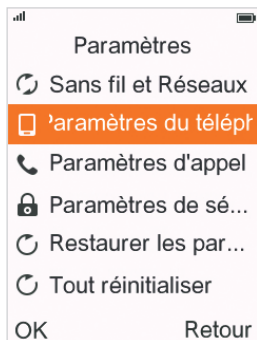 Paramètres
Sans fil et Réseaux
'aramètres du téléph
Paramètres d'appel
Paramètres de sé...
Restaurer les par...
Tout réinitialiser
OK Retour